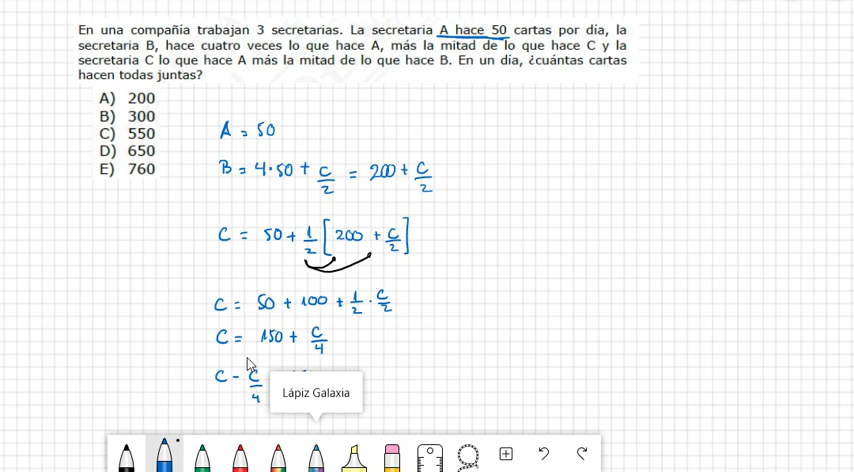 En una compañía trabajan 3 secretarias. La secretaria A hace 50 cartas por día, la
secretaria B, hace cuatro veces lo que hace A, más la mitad de lo que hace C y la
secretaria C lo que hace A más la mitad de lo que hace B. En un día, ¿cuántas cartas
hacen todas juntas?
A) 200
B) 300
C) 550
D) 650
E) 760
A = 50
B = 4·50 + C/2 = 200 + C/2
C = 50 + 1/2 [200 + C/2]
C = 50 + 100 + 1/2 · C/2
C = 150 + C/4
C - C/4
Lápiz Galaxia